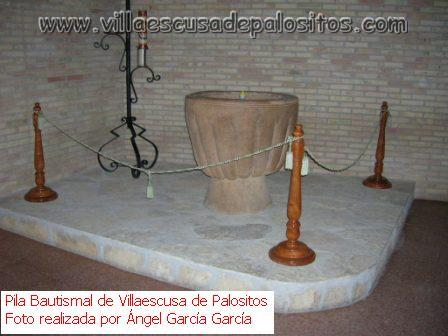 www.villaescusadepalositos.com
Pila Bautismal de Villaescusa de Palositos
Foto realizada por Ángel García García